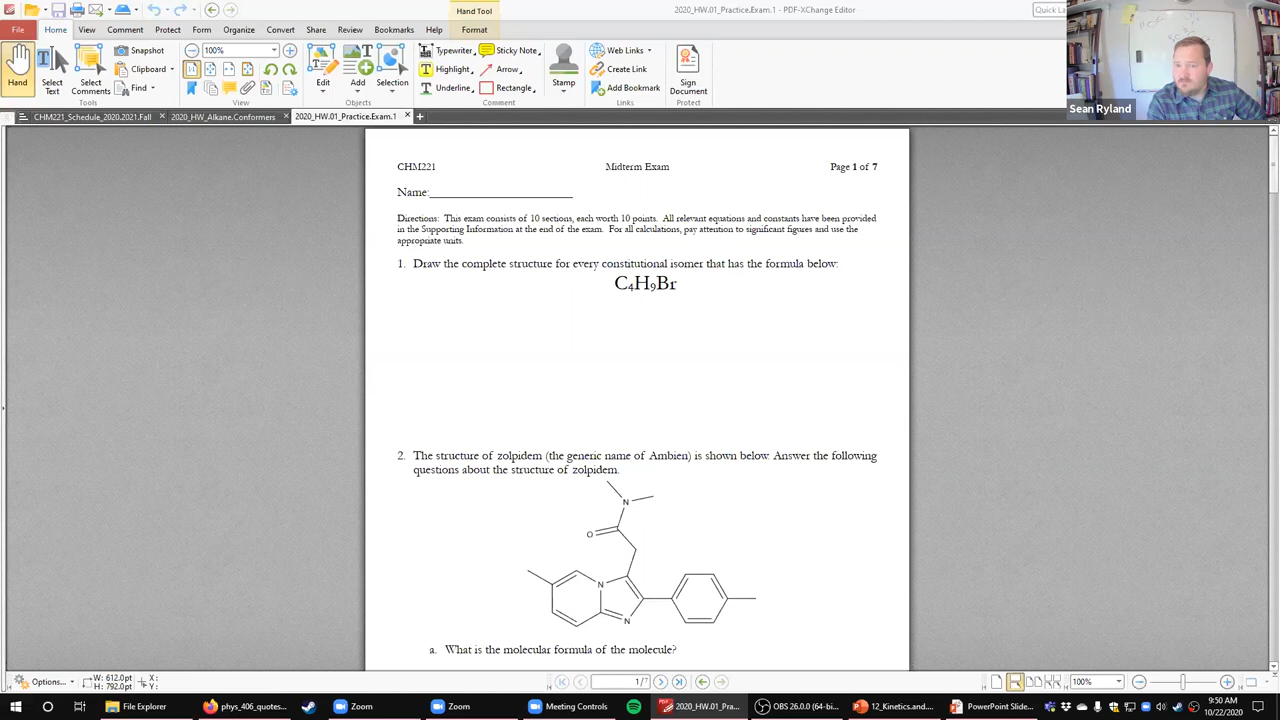 2020_HW.01_Practice.Exam.1 - PDF-XChange Editor
Hand Tool
Quick La
File Home View Comment Protect Form Organize Convert Share Review Bookmarks Help Format
Hand
Select Text
Select Comments
Snapshot
Clipboard
Find
Tools
100%
View
Edit
Add
Selection
Objects
Typewriter
Highlight
Underline
Sticky Note
Arrow
Rectangle
Comment
Stamp
Web Links
Create Link
Add Bookmark
Links
Sign Document
Protect
Sean Ryland
CHM221_Schedule_2020.2021.Fall
2020_HW_Alkane.Conformers
2020_HW.01_Practice.Exam.1
CHM221 Midterm Exam Page 1 of 7
Name:
Directions: This exam consists of 10 sections, each worth 10 points. All relevant equations and constants have been provided
in the Supporting Information at the end of the exam. For all calculations, pay attention to significant figures and use the
appropriate units.
1. Draw the complete structure for every constitutional isomer that has the formula below:
C₄H₉Br
2. The structure of zolpidem (the generic name of Ambien) is shown below. Answer the following
questions about the structure of zolpidem.
N
O
N
N
a. What is the molecular formula of the molecule?
Options...
W: 612.0pt
H: 792.0pt
X:
Y:
1/7
100%
File Explorer
phys_406_quotes...
Zoom
Zoom
Meeting Controls
2020_HW.01_Pra...
OBS 26.0.0 (64-bi...
12_Kinetics.and....
PowerPoint Slide...
9:50 AM
10/22/2020